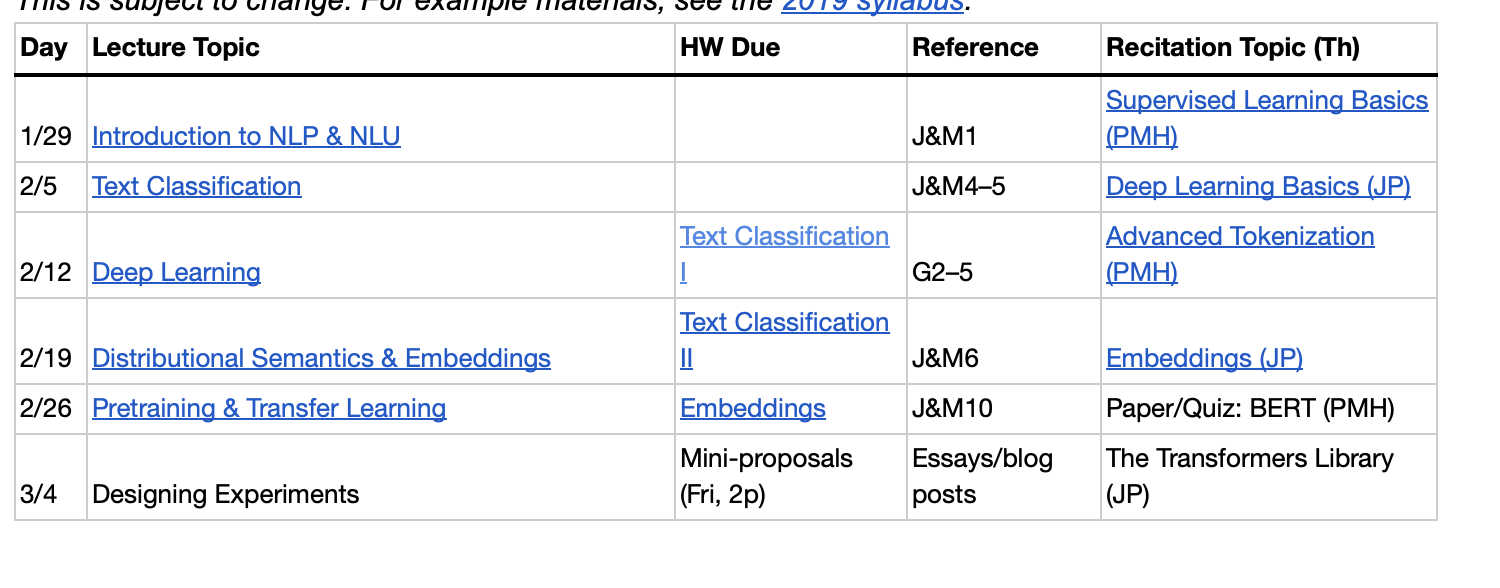 This is subject to change. For example materials, see the 2019 syllabus.
Day Lecture Topic HW Due Reference Recitation Topic (Th)
Supervised Learning Basics
1/29 Introduction to NLP & NLU J&M1 (PMH)
2/5 Text Classification J&M4–5 Deep Learning Basics (JP)
Text Classification Advanced Tokenization
2/12 Deep Learning I G2–5 (PMH)
Text Classification
2/19 Distributional Semantics & Embeddings II J&M6 Embeddings (JP)
2/26 Pretraining & Transfer Learning Embeddings J&M10 Paper/Quiz: BERT (PMH)
Mini-proposals Essays/blog The Transformers Library
3/4 Designing Experiments (Fri, 2p) posts (JP)